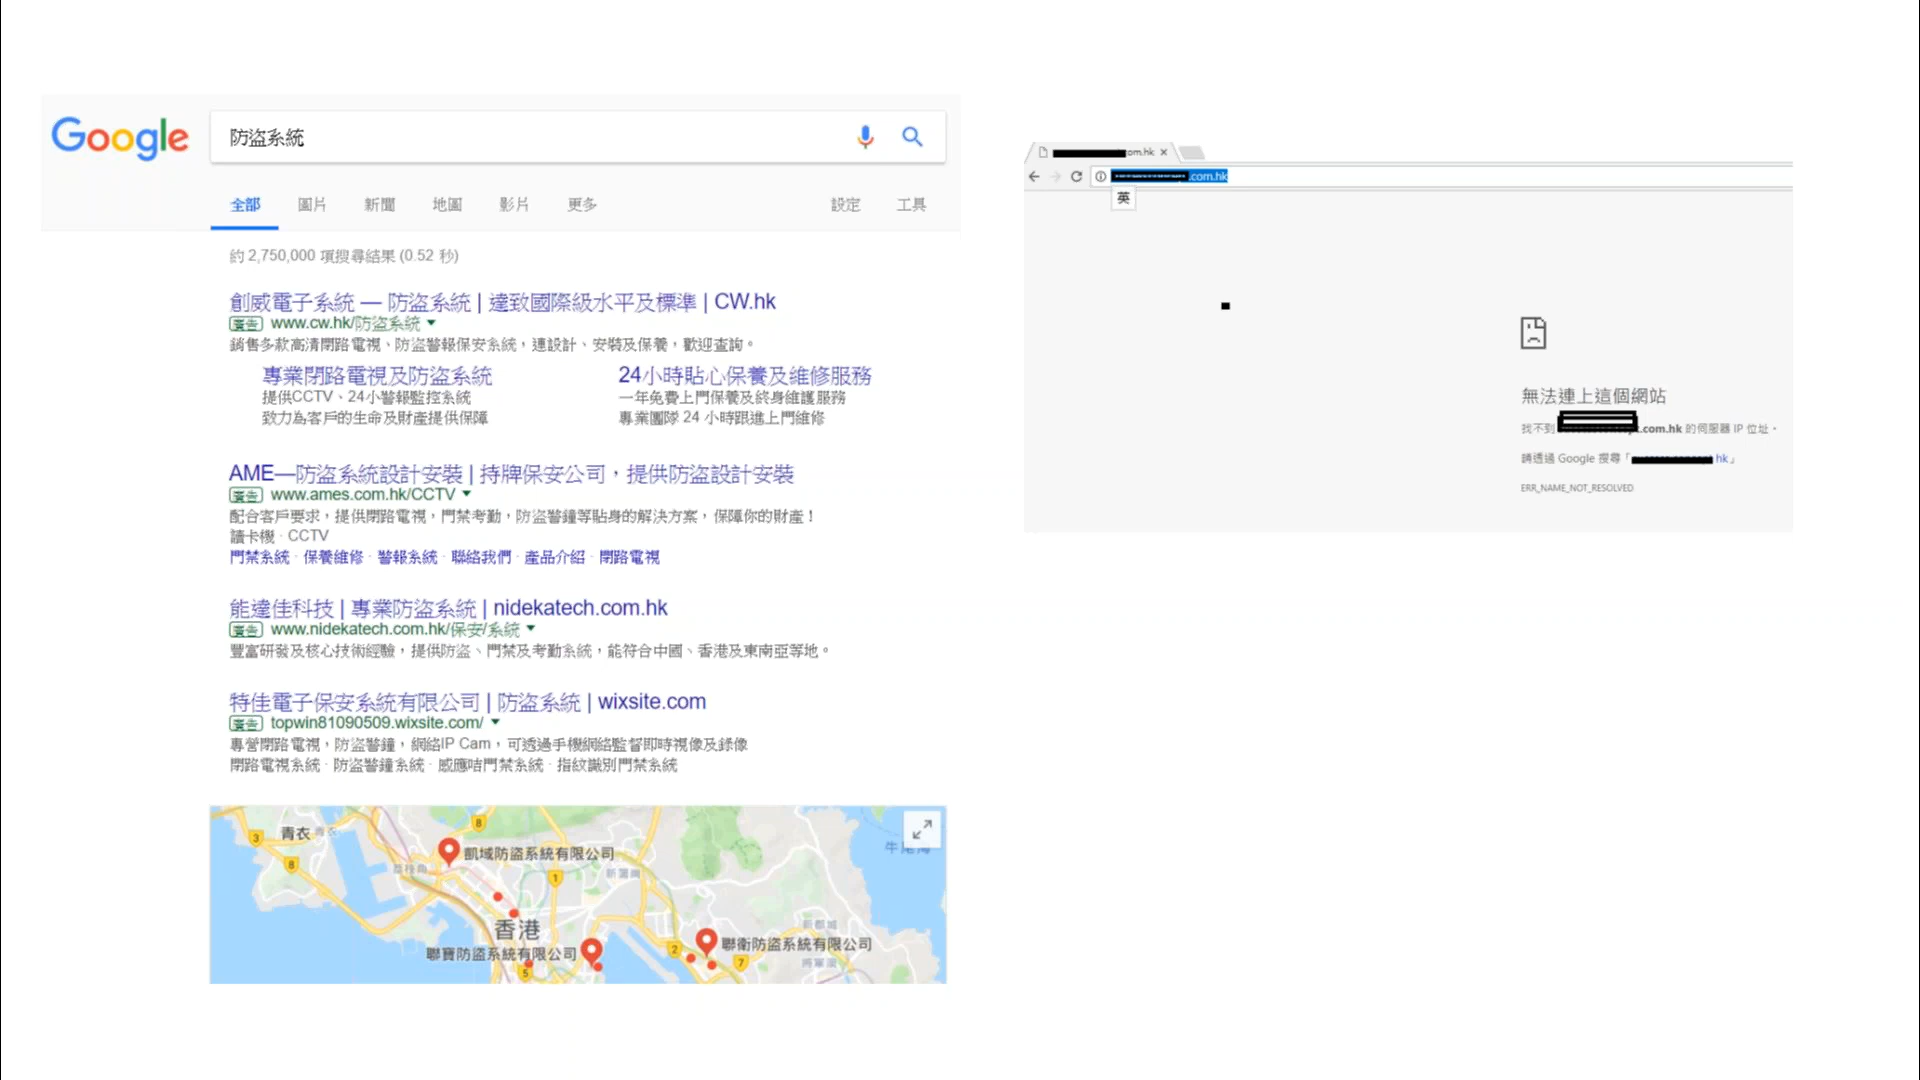 Google
防盜系統
全部 圖片 新聞 地圖 影片 更多 設定 工具
約 2,750,000 項搜尋結果 (0.52 秒)
創威電子系統 — 防盜系統 | 達致國際級水平及標準 | CW.hk
廣告 www.cw.hk/防盜系統
銷售多款高清閉路電視、防盜警報保安系統，連設計、安裝及保養，歡迎查詢。
專業閉路電視及防盜系統
提供CCTV、24小警報監控系統
致力為客戶的生命及財產提供保障
24小時貼心保養及維修服務
一年免費上門保養及終身維護服務
專業團隊 24 小時跟進上門維修
AME—防盜系統設計安裝 | 持牌保安公司，提供防盜設計安裝
廣告 www.ames.com.hk/CCTV
配合客戶要求，提供閉路電視，門禁考勤，防盜警鐘等貼身的解決方案，保障你的財產！
讀卡機 · CCTV
門禁系統 · 保養維修 · 警報系統 · 聯絡我們 · 產品介紹 · 閉路電視
能達佳科技 | 專業防盜系統 | nidekatech.com.hk
廣告 www.nidekatech.com.hk/保安/系統
豐富研發及核心技術經驗，提供防盜、門禁及考勤系統，能符合中國、香港及東南亞等地。
特佳電子保安系統有限公司 | 防盜系統 | wixsite.com
廣告 topwin81090509.wixsite.com/
專營閉路電視，防盜警鐘，網絡IP Cam，可透過手機網絡監督即時視像及錄像
閉路電視系統 · 防盜警鐘系統 · 感應咭門禁系統 · 指紋識別門禁系統
3 青衣 8 8
荔枝角 凱域防盜系統有限公司
1
香港
聯寶防盜系統有限公司 2 聯衛防盜系統有限公司
5 7 將軍澳
om.hk
.com.hk
英
無法連上這個網站
找不到 .com.hk 的伺服器 IP 位址。
請透過 Google 搜尋「 hk」
ERR_NAME_NOT_RESOLVED